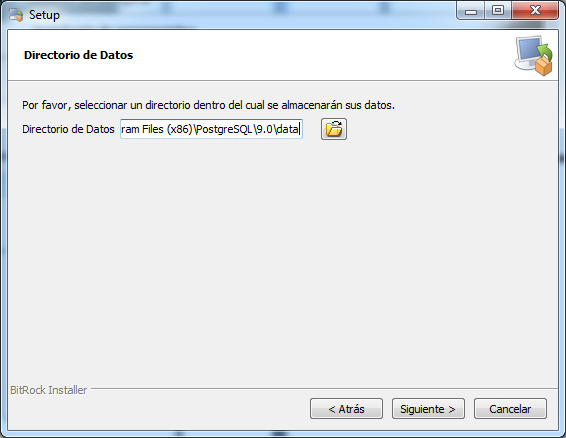 Setup
Directorio de Datos
Por favor, seleccionar un directorio dentro del cual se almacenarán sus datos.
Directorio de Datos ram Files (x86)\PostgreSQL\9.0\data
BitRock Installer
< Atrás Siguiente > Cancelar